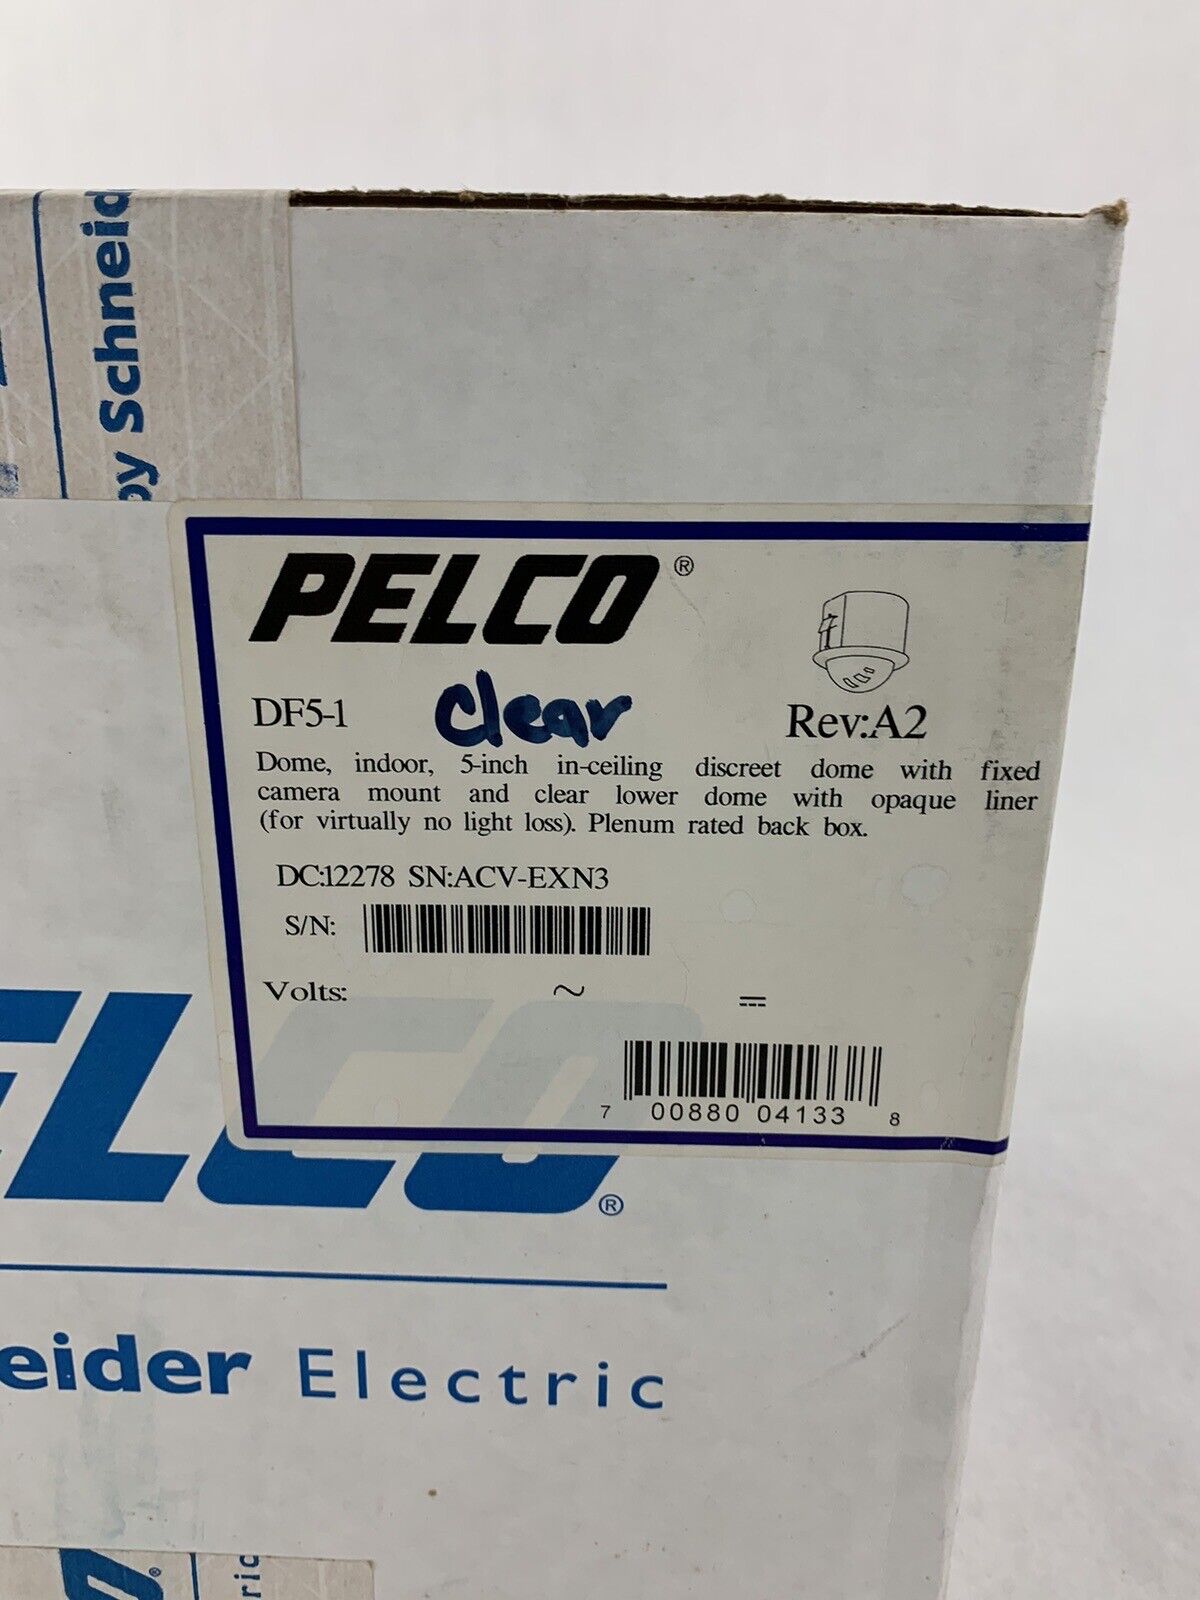 by Schneid
PELCO®
DF5-1 clear Rev:A2
Dome, indoor, 5-inch in-ceiling discreet dome with fixed
camera mount and clear lower dome with opaque liner
(for virtually no light loss). Plenum rated back box.
DC:12278 SN:ACV-EXN3
S/N:
Volts: ~ ⎓
7 00880 04133 8
ELCO®
eider Electric
O®
ric